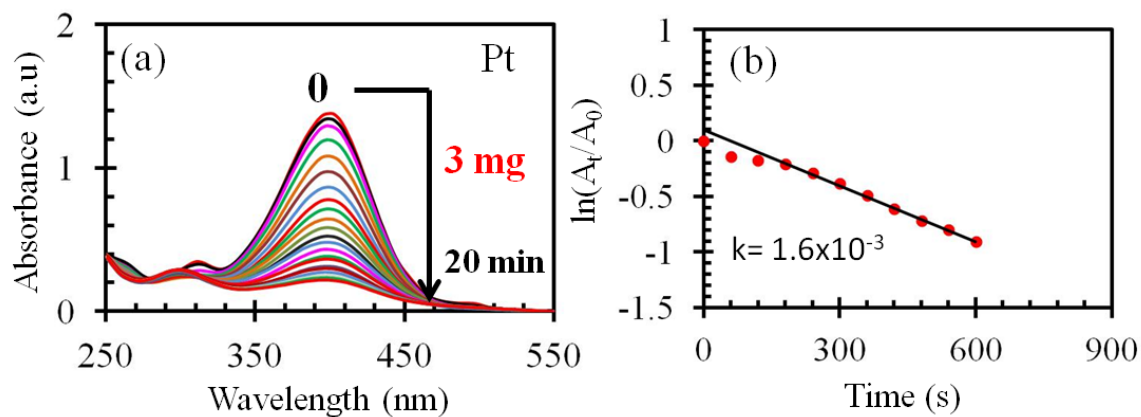 (a)
Pt
0
3 mg
20 min
2
1
0
250
350
450
550
Absorbance (a.u)
Wavelength (nm)
(b)
k= 1.6x10⁻³
1
0.5
0
-0.5
-1
-1.5
0
300
600
900
ln(Aₜ/A₀)
Time (s)